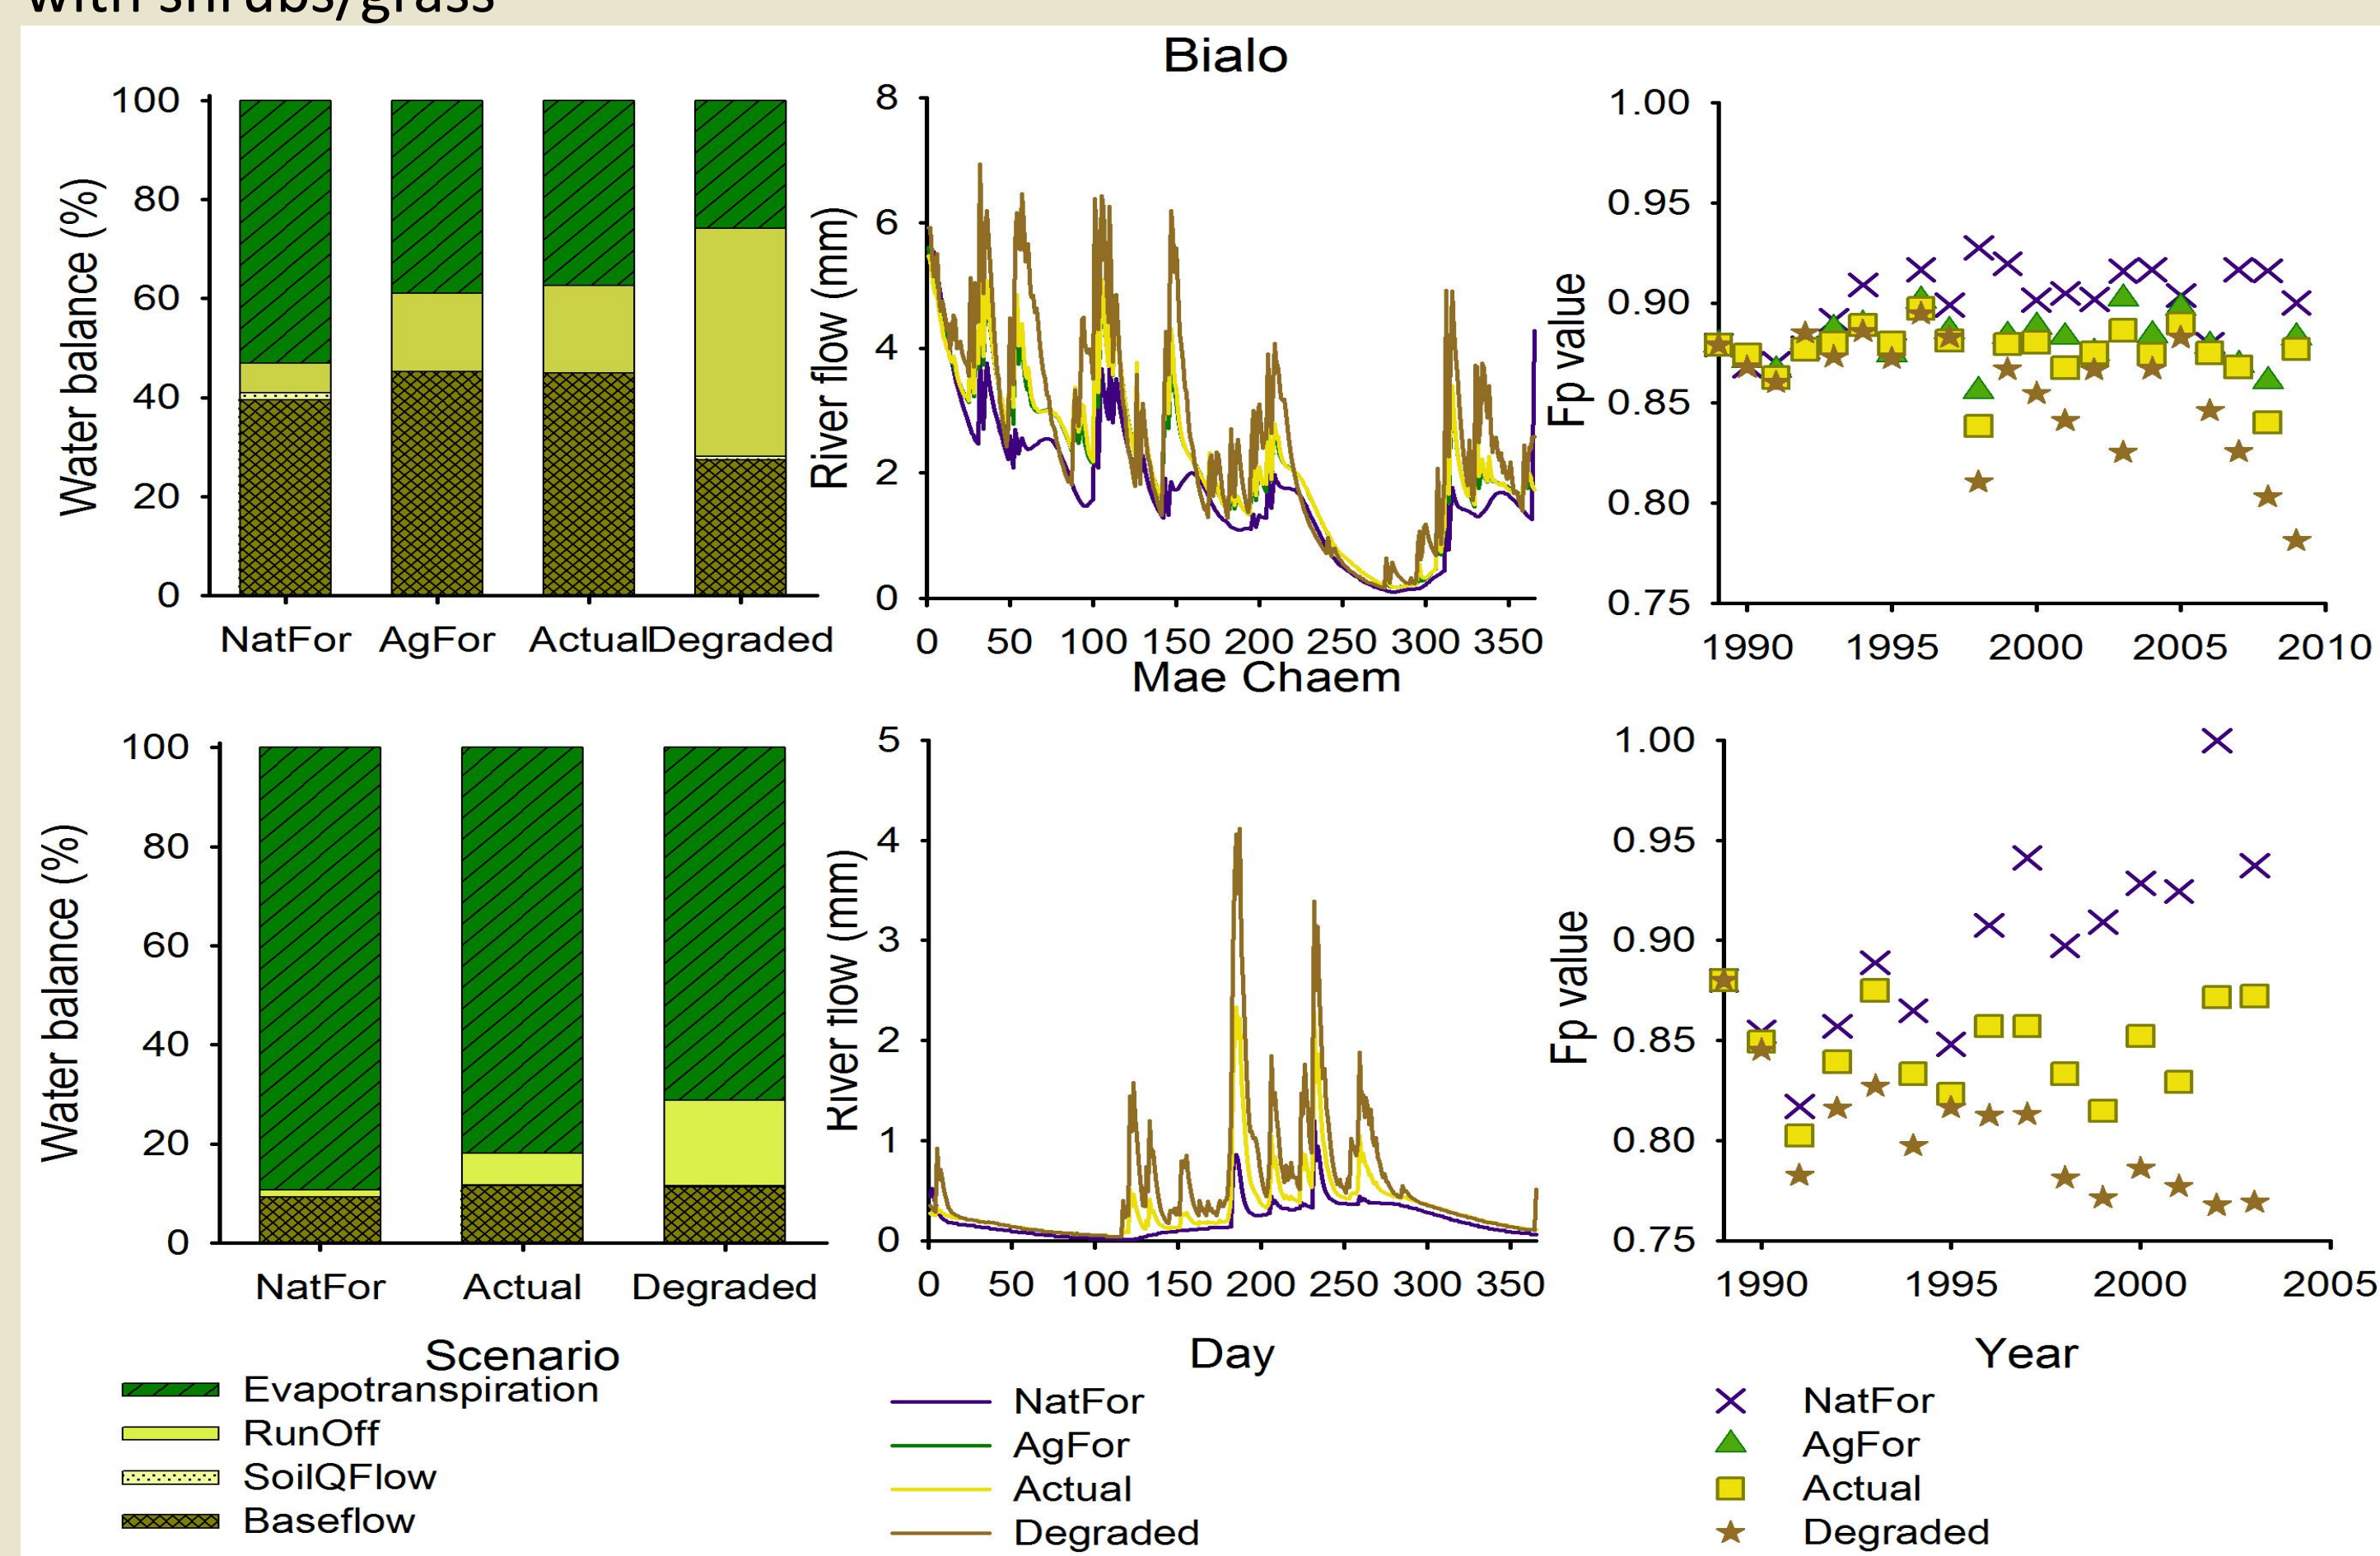 with shrubs/grass
Bialo
Water balance (%)
100
80
60
40
20
0
NatFor AgFor Actual Degraded
River flow (mm)
8
6
4
2
0
0 50 100 150 200 250 300 350
Fp value
1.00
0.95
0.90
0.85
0.80
0.75
1990 1995 2000 2005 2010
Mae Chaem
Water balance (%)
100
80
60
40
20
0
NatFor Actual Degraded
Scenario
River flow (mm)
5
4
3
2
1
0
0 50 100 150 200 250 300 350
Day
Fp value
1.00
0.95
0.90
0.85
0.80
0.75
1990 1995 2000 2005
Year
Evapotranspiration
RunOff
SoilQFlow
Baseflow
NatFor
AgFor
Actual
Degraded
NatFor
AgFor
Actual
Degraded